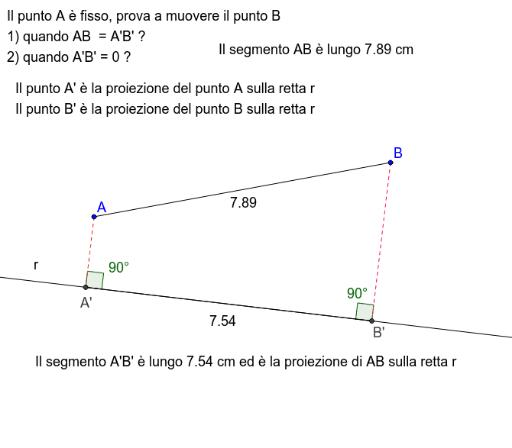 Il punto A è fisso, prova a muovere il punto B
1) quando AB  = A'B' ?
2) quando A'B' = 0 ?
Il segmento AB è lungo 7.89 cm
Il punto A' è la proiezione del punto A sulla retta r
Il punto B' è la proiezione del punto B sulla retta r
B
A
7.89
r
90°
A'
90°
7.54
B'
Il segmento A'B' è lungo 7.54 cm ed è la proiezione di AB sulla retta r